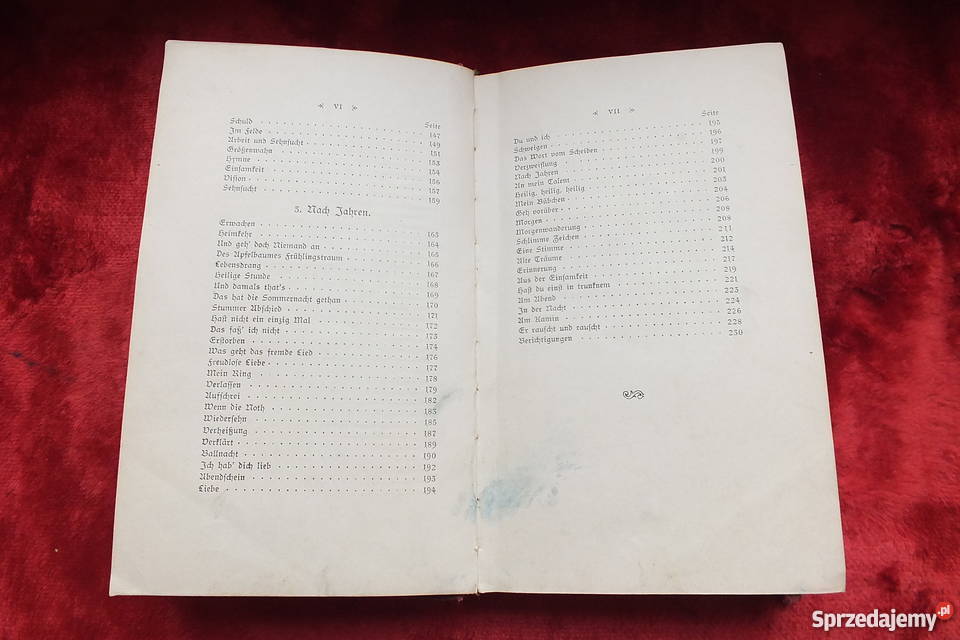 VI
Seite
Schuld 147
Im Felde 149
Arbeit und Sehnsucht 151
Größenwahn 153
Hymne 154
Einsamkeit 156
Vision 157
Sehnsucht 159
3. Nach Jahren.
Erwachen 163
Heimkehr 164
Und geh' doch Niemand an 165
Des Apfelbaumes Frühlingstraum 166
Lebensdrang 167
Heilige Stunde 168
Und damals that's 169
Das hat die Sommernacht gethan 170
Stummer Abschied 171
Hast nicht ein einzig Mal 172
Das faß' ich nicht 173
Erstorben 174
Was geht das fremde Lied 176
Freudlose Liebe 177
Mein Ring 178
Verlassen 179
Aufschrei 182
Wenn die Noth 183
Wiedersehn 185
Verheißung 187
Verklärt 189
Ballnacht 190
Ich hab' dich lieb 192
Abendschein 193
Liebe 194
VII
Seite
Du und ich 195
Schweigen 196
Das Wort vom Scheiden 197
Verzweiflung 199
Nach Jahren 200
An mein Talent 201
Heilig, heilig, heilig 203
Mein Bübchen 204
Geh vorüber 206
Morgen 208
Morgenwanderung 208
Schlimme Zeichen 211
Eine Stimme 212
Alte Träume 214
Erinnerung 217
Aus der Einsamkeit 219
Hast du einst in trunknem 221
Am Abend 223
In der Nacht 224
Am Kamin 226
Er rauscht und rauscht 228
Berichtigungen 230
Sprzedajemy.pl